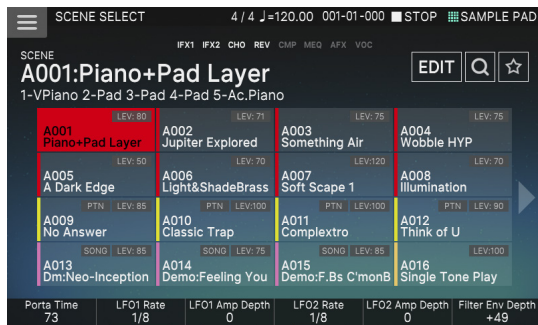 SCENE SELECT 4/4 ♩=120.00 001-01-000 STOP SAMPLE PAD
IFX1 IFX2 CHO REV CMP MEQ AFX VOC
SCENE
A001:Piano+Pad Layer
EDIT
1-VPiano 2-Pad 3-Pad 4-Pad 5-Ac.Piano
LEV: 80 LEV: 71 LEV: 75 LEV: 75
A001 A002 A003 A004
Piano+Pad Layer Jupiter Explored Something Air Wobble HYP
LEV: 50 LEV: 70 LEV:120 LEV: 70
A005 A006 A007 A008
A Dark Edge Light&ShadeBrass Soft Scape 1 Illumination
PTN LEV: 85 PTN LEV:100 PTN LEV:100 PTN LEV: 90
A009 A010 A011 A012
No Answer Classic Trap Complextro Think of U
SONG LEV: 85 SONG LEV: 75 SONG LEV: 85 LEV:100
A013 A014 A015 A016
Dm:Neo-Inception Demo:Feeling You Demo:F.Bs C'monB Single Tone Play
Porta Time LFO1 Rate LFO1 Amp Depth LFO2 Rate LFO2 Amp Depth Filter Env Depth
73 1/8 0 1/8 0 +49